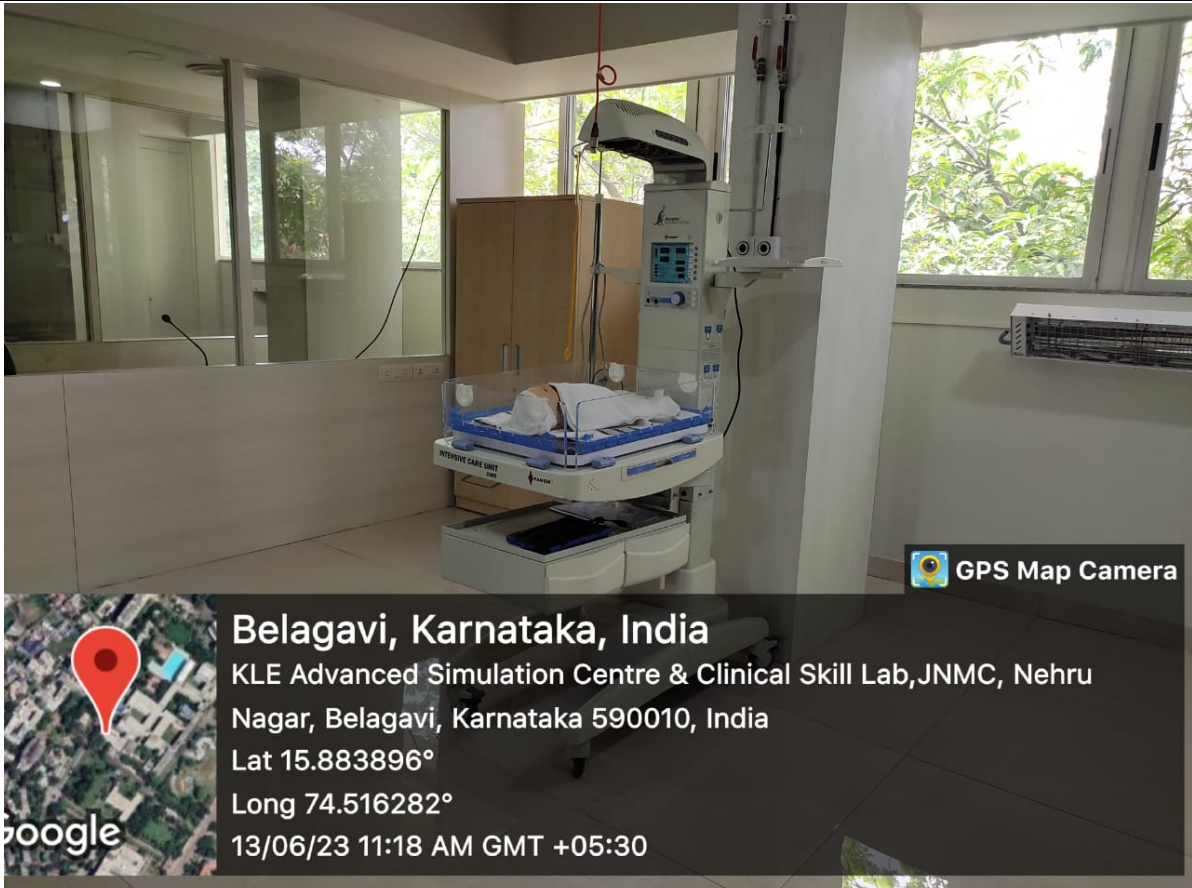 INTENSIVE CARE UNIT
GPS Map Camera
Belagavi, Karnataka, India
KLE Advanced Simulation Centre & Clinical Skill Lab,JNMC, Nehru
Nagar, Belagavi, Karnataka 590010, India
Lat 15.883896°
Long 74.516282°
13/06/23 11:18 AM GMT +05:30
Google